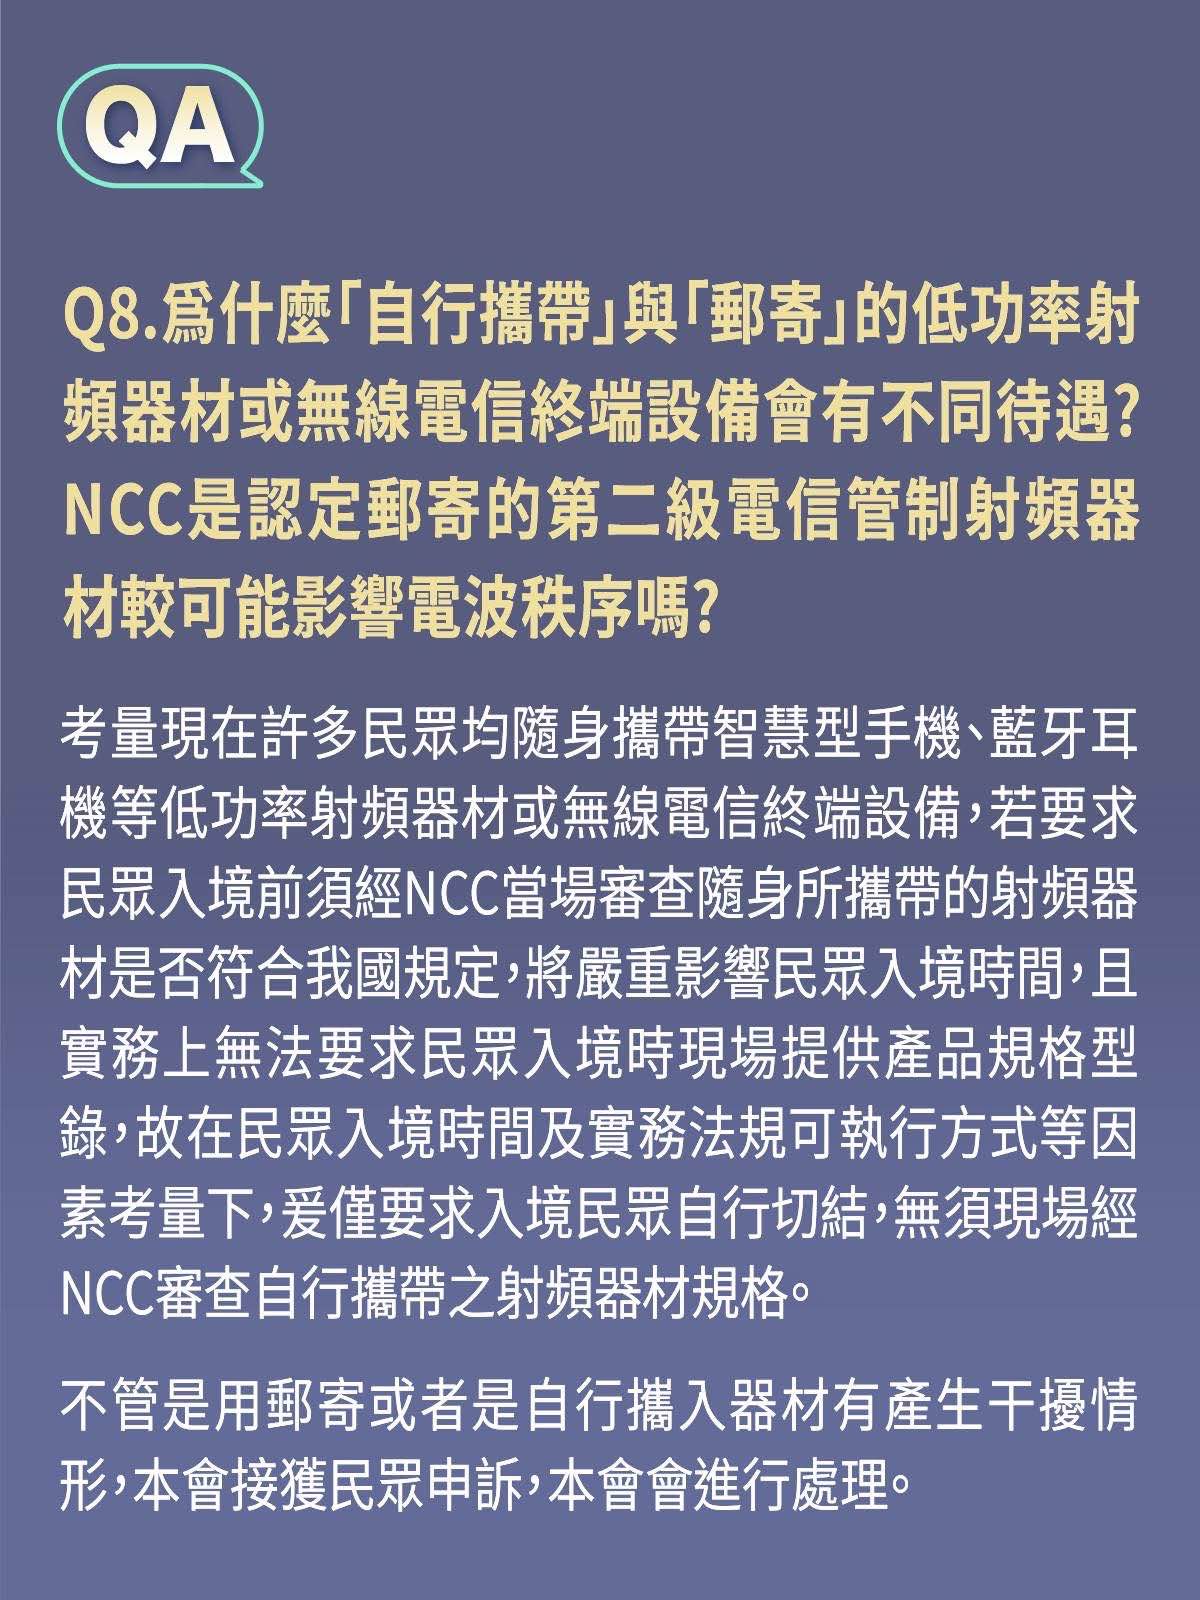 QA
Q8.爲什麼「自行攜帶」與「郵寄」的低功率射
頻器材或無線電信終端設備會有不同待遇?
NCC是認定郵寄的第二級電信管制射頻器
材較可能影響電波秩序嗎?
考量現在許多民眾均隨身攜帶智慧型手機、藍牙耳
機等低功率射頻器材或無線電信終端設備，若要求
民眾入境前須經NCC當場審查隨身所攜帶的射頻器
材是否符合我國規定，將嚴重影響民眾入境時間，且
實務上無法要求民眾入境時現場提供產品規格型
錄，故在民眾入境時間及實務法規可執行方式等因
素考量下，爰僅要求入境民眾自行切結，無須現場經
NCC審查自行攜帶之射頻器材規格。
不管是用郵寄或者是自行攜入器材有產生干擾情
形，本會接獲民眾申訴，本會會進行處理。